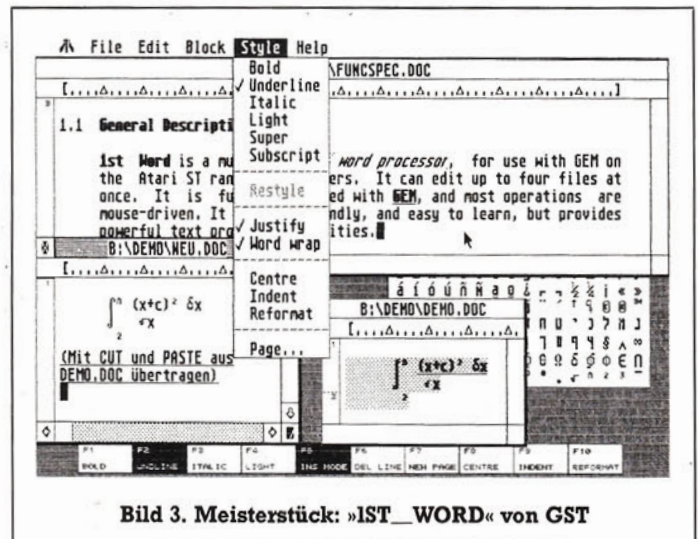 File Edit Block Style Help
\FUNCSPEC.DOC
Bold
Underline
Italic
Light
Super
Subscript
Restyle
Justify
Word wrap
Centre
Indent
Reformat
Page...
1.1 General Descripti
1st Word is a mu word processor, for use with GEM on
the Atari ST ran ers. It can edit up to four files at
once. It is fu ed with GEM, and most operations are
mouse-driven. It ndly, and easy to learn, but provides
powerful text pro ities.
B:\DEMO\NEU.DOC
(x+c)² δx
(Mit CUT und PASTE aus
DEMO.DOC übertragen)
B:\DEMO\DEMO.DOC
(x+c)² δx
F1 F2 F3 F4 F5 F6 F7 F8 F9 F10
BOLD UNDLINE ITALIC LIGHT INS MODE DEL LINE NEW PAGE CENTRE INDENT REFORMAT
Bild 3. Meisterstück: »1ST_WORD« von GST